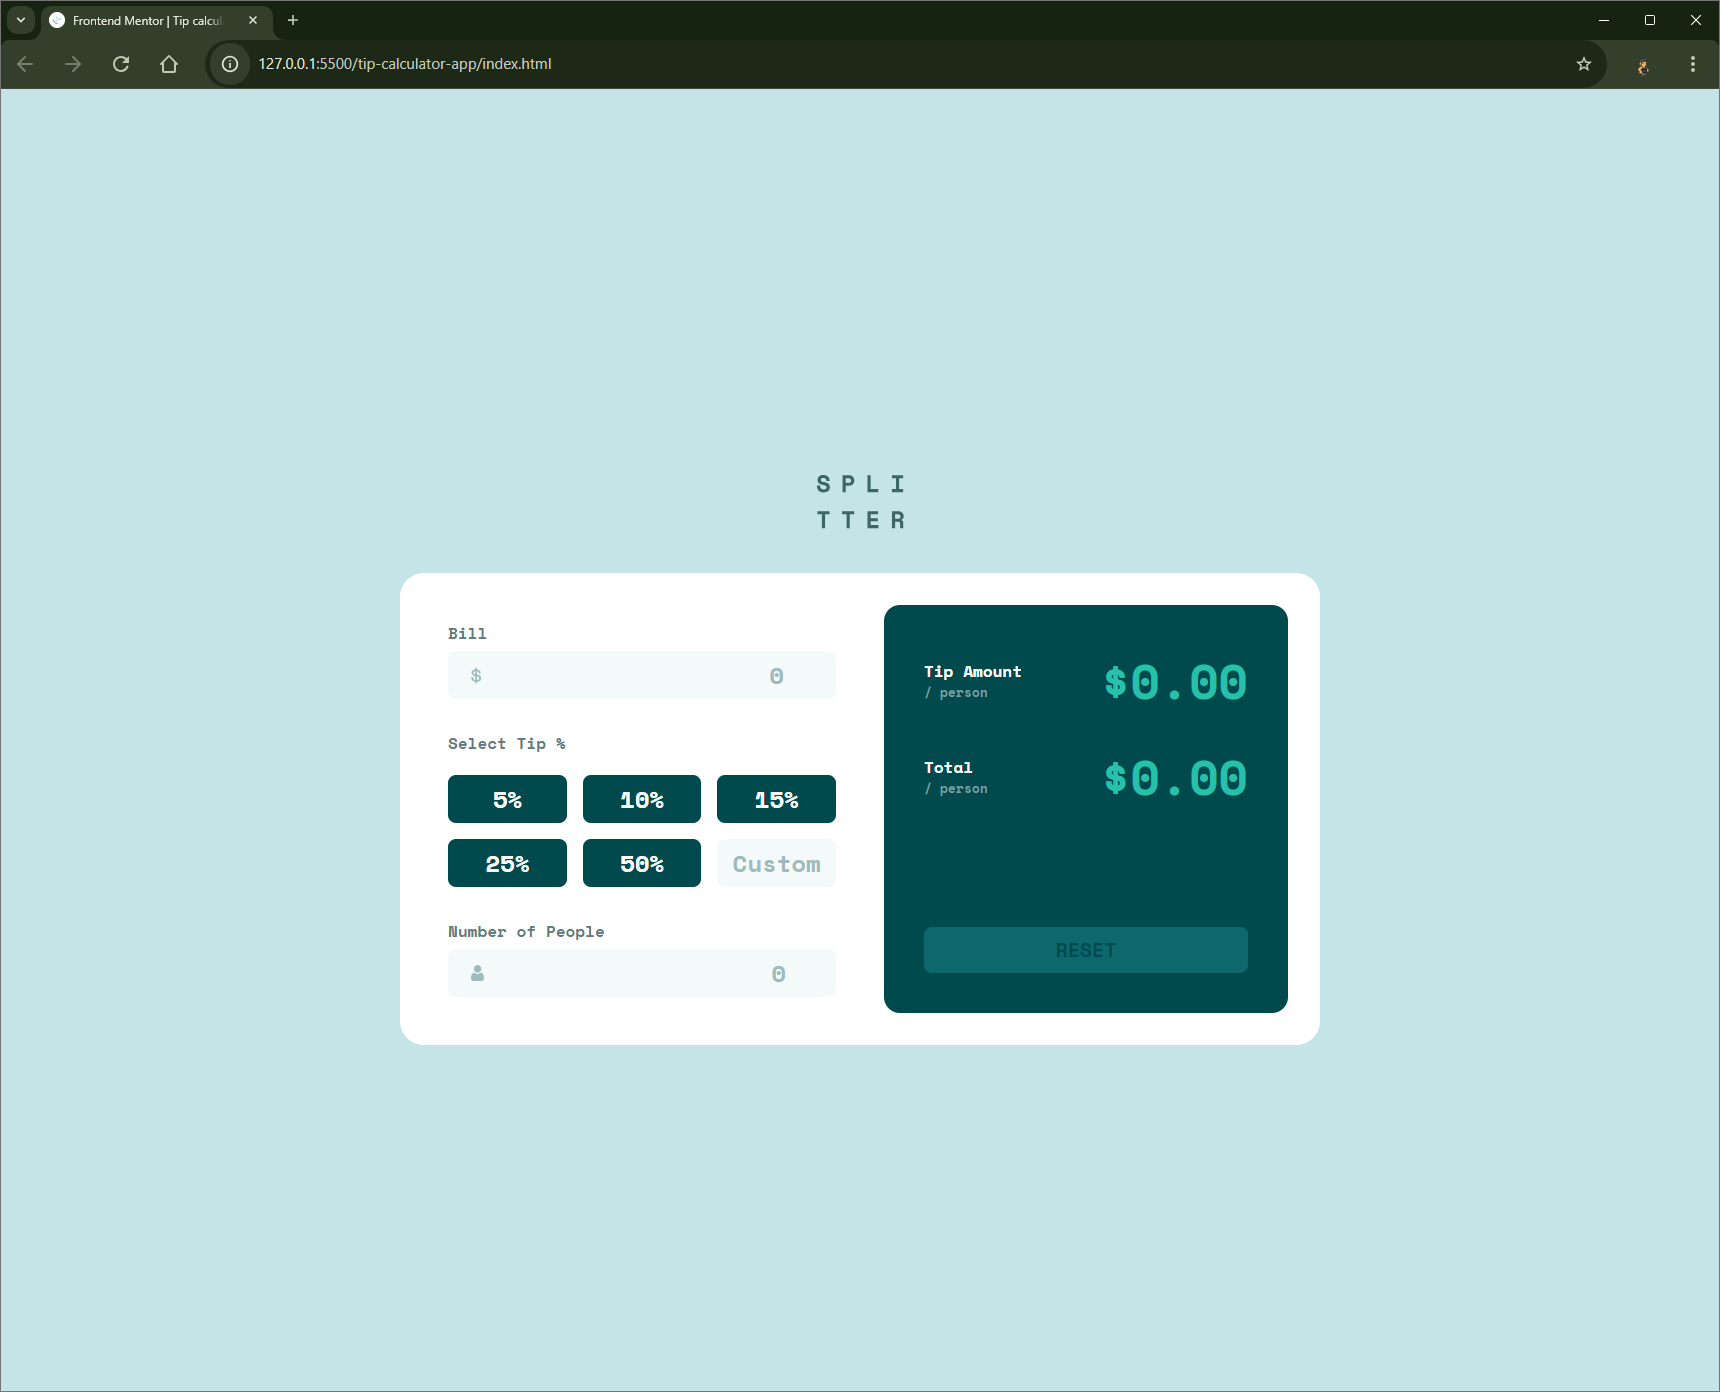 Frontend Mentor | Tip calcul
127.0.0.1:5500/tip-calculator-app/index.html
SPLI
TTER
Bill
$ 0
Select Tip %
5% 10% 15%
25% 50% Custom
Number of People
0
Tip Amount $0.00
/ person
Total $0.00
/ person
RESET